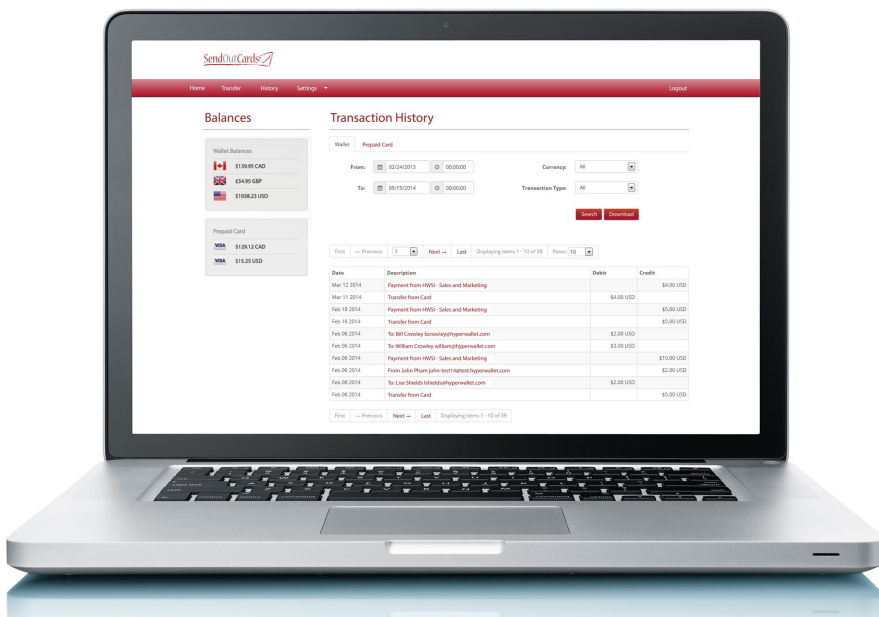 SendOutCards
Home Transfer History Settings Logout
Balances
Wallet Balances
$139.95 CAD
£54.95 GBP
$1038.23 USD
Prepaid Card
VISA $129.12 CAD
VISA $15.25 USD
Transaction History
Wallet Prepaid Card
From: 02/24/2013 00:00:00 Currency: All
To: 05/15/2014 00:00:00 Transaction Type: All
Search Download
First ← Previous 1 Next → Last Displaying items 1 - 10 of 39 Rows: 10
Date Description Debit Credit
Mar 12 2014 Payment from HWSI - Sales and Marketing $4.00 USD
Mar 11 2014 Transfer from Card $4.00 USD
Feb 18 2014 Payment from HWSI - Sales and Marketing $5.00 USD
Feb 16 2014 Transfer from Card $5.00 USD
Feb 06 2014 To: Bill Crowley bcrowley@hyperwallet.com $2.00 USD
Feb 06 2014 To: William Crowley william@hyperwallet.com $3.00 USD
Feb 06 2014 Payment from HWSI - Sales and Marketing $10.00 USD
Feb 06 2014 From John Pham john-test14@test.hyperwallet.com $2.00 USD
Feb 06 2014 To: Lisa Shields lshields@hyperwallet.com $2.00 USD
Feb 06 2014 Transfer from Card $5.00 USD
First ← Previous Next → Last Displaying items 1 - 10 of 39